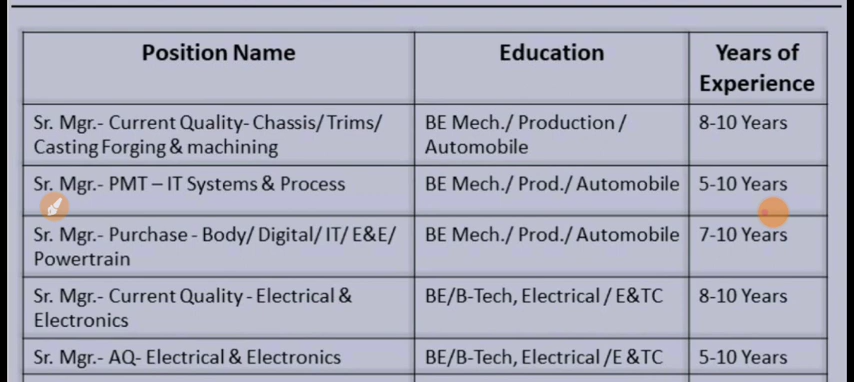 Position Name
Education
Years of
Experience
Sr. Mgr.- Current Quality- Chassis/ Trims/
Casting Forging & machining
BE Mech./ Production /
Automobile
8-10 Years
Sr. Mgr.- PMT – IT Systems & Process
BE Mech./ Prod./ Automobile
5-10 Years
Sr. Mgr.- Purchase - Body/ Digital/ IT/ E&E/
Powertrain
BE Mech./ Prod./ Automobile
7-10 Years
Sr. Mgr.- Current Quality - Electrical &
Electronics
BE/B-Tech, Electrical / E&TC
8-10 Years
Sr. Mgr.- AQ- Electrical & Electronics
BE/B-Tech, Electrical /E &TC
5-10 Years